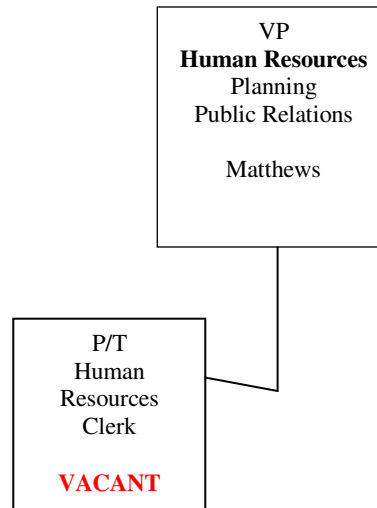 VP
Human Resources
Planning
Public Relations
Matthews
P/T
Human
Resources
Clerk
VACANT